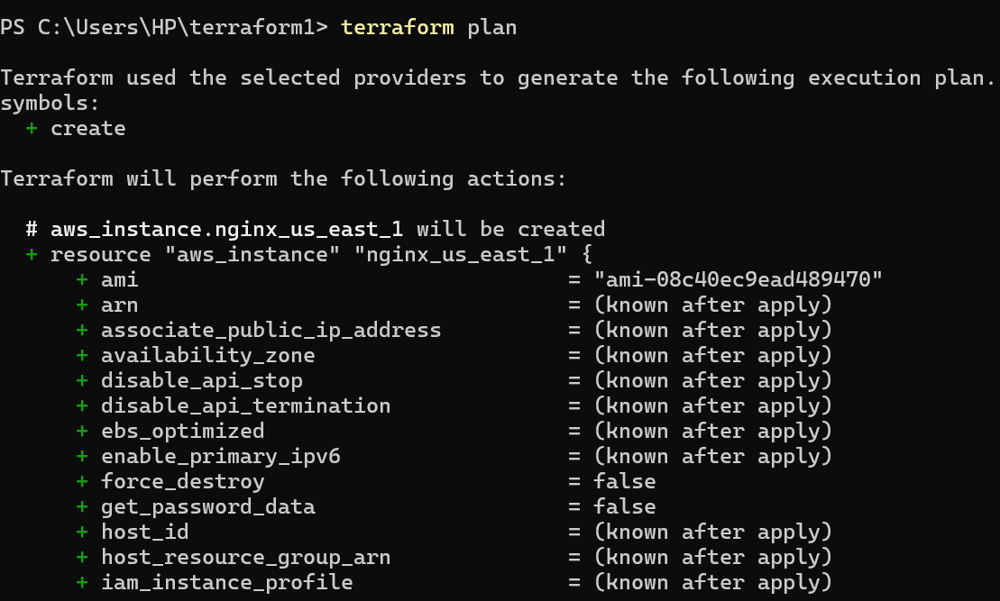 PS C:\Users\HP\terraform1> terraform plan
Terraform used the selected providers to generate the following execution plan.
symbols:
  + create
Terraform will perform the following actions:
  # aws_instance.nginx_us_east_1 will be created
  + resource "aws_instance" "nginx_us_east_1" {
      + ami                                  = "ami-08c40ec9ead489470"
      + arn                                  = (known after apply)
      + associate_public_ip_address          = (known after apply)
      + availability_zone                    = (known after apply)
      + disable_api_stop                     = (known after apply)
      + disable_api_termination              = (known after apply)
      + ebs_optimized                        = (known after apply)
      + enable_primary_ipv6                  = (known after apply)
      + force_destroy                        = false
      + get_password_data                    = false
      + host_id                              = (known after apply)
      + host_resource_group_arn              = (known after apply)
      + iam_instance_profile                 = (known after apply)